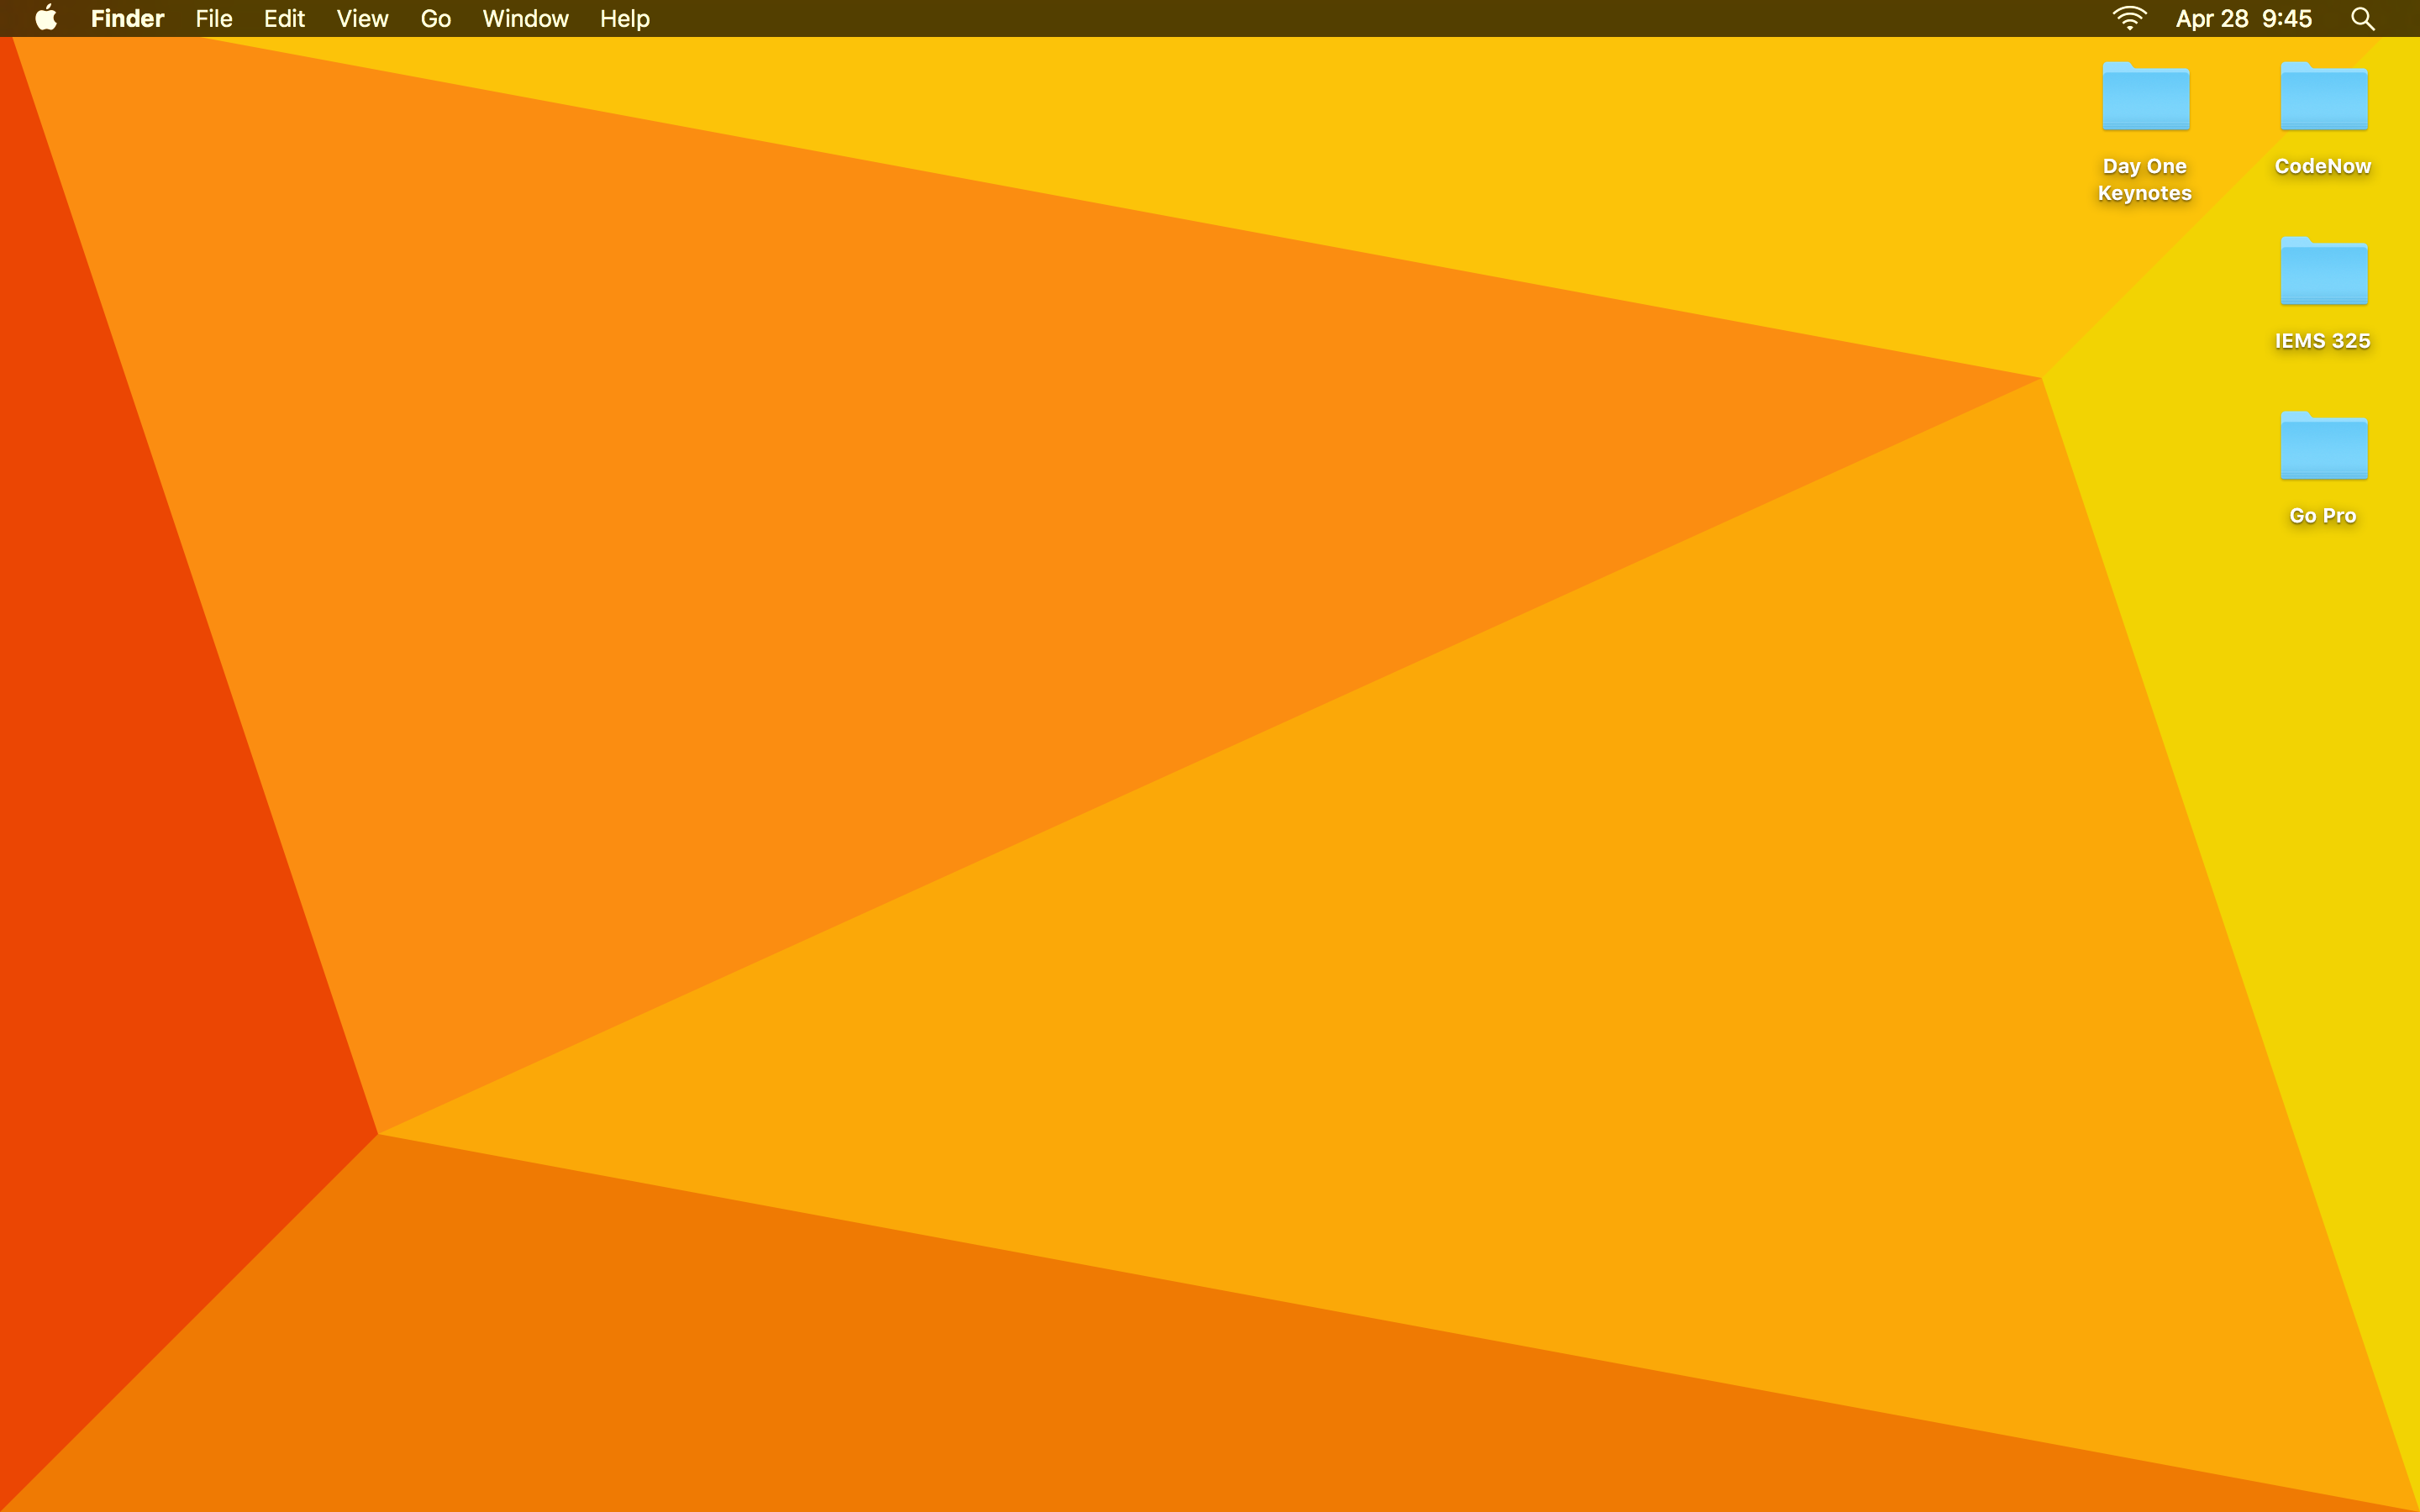 Finder File Edit View Go Window Help Apr 28 9:45
Day One
Keynotes
CodeNow
IEMS 325
Go Pro